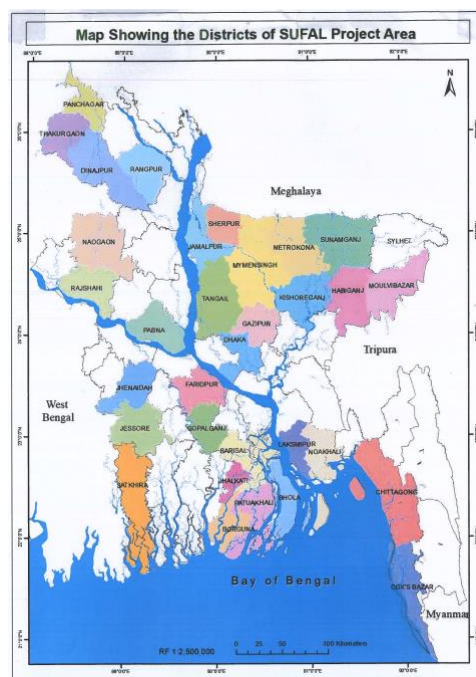 Map Showing the Districts of SUFAL Project Area
N
PANCHAGAR
THAKURGAON
DINAJPUR
RANGPUR
Meghalaya
SHERPUR
JAMALPUR
NAOGAON
NETROKONA
SUNAMGANJ
SYLHET
MYMENSINGH
RAJSHAHI
TANGAIL
KISHOREGANJ
HABIGANJ
MOULVIBAZAR
GAZIPUR
PABNA
DHAKA
Tripura
JHENAIDAH
FARIDPUR
West
Bengal
JESSORE
GOPALGANJ
LAKSMIPUR
NOAKHALI
BARISAL
SATKHIRA
JHALKATI
CHITTAGONG
PATUAKHALI
BHOLA
BORGUNA
Bay of Bengal
COX'S BAZAR
Myanmar
RF 1:2,500,000
0 25 50 100 Kilometers